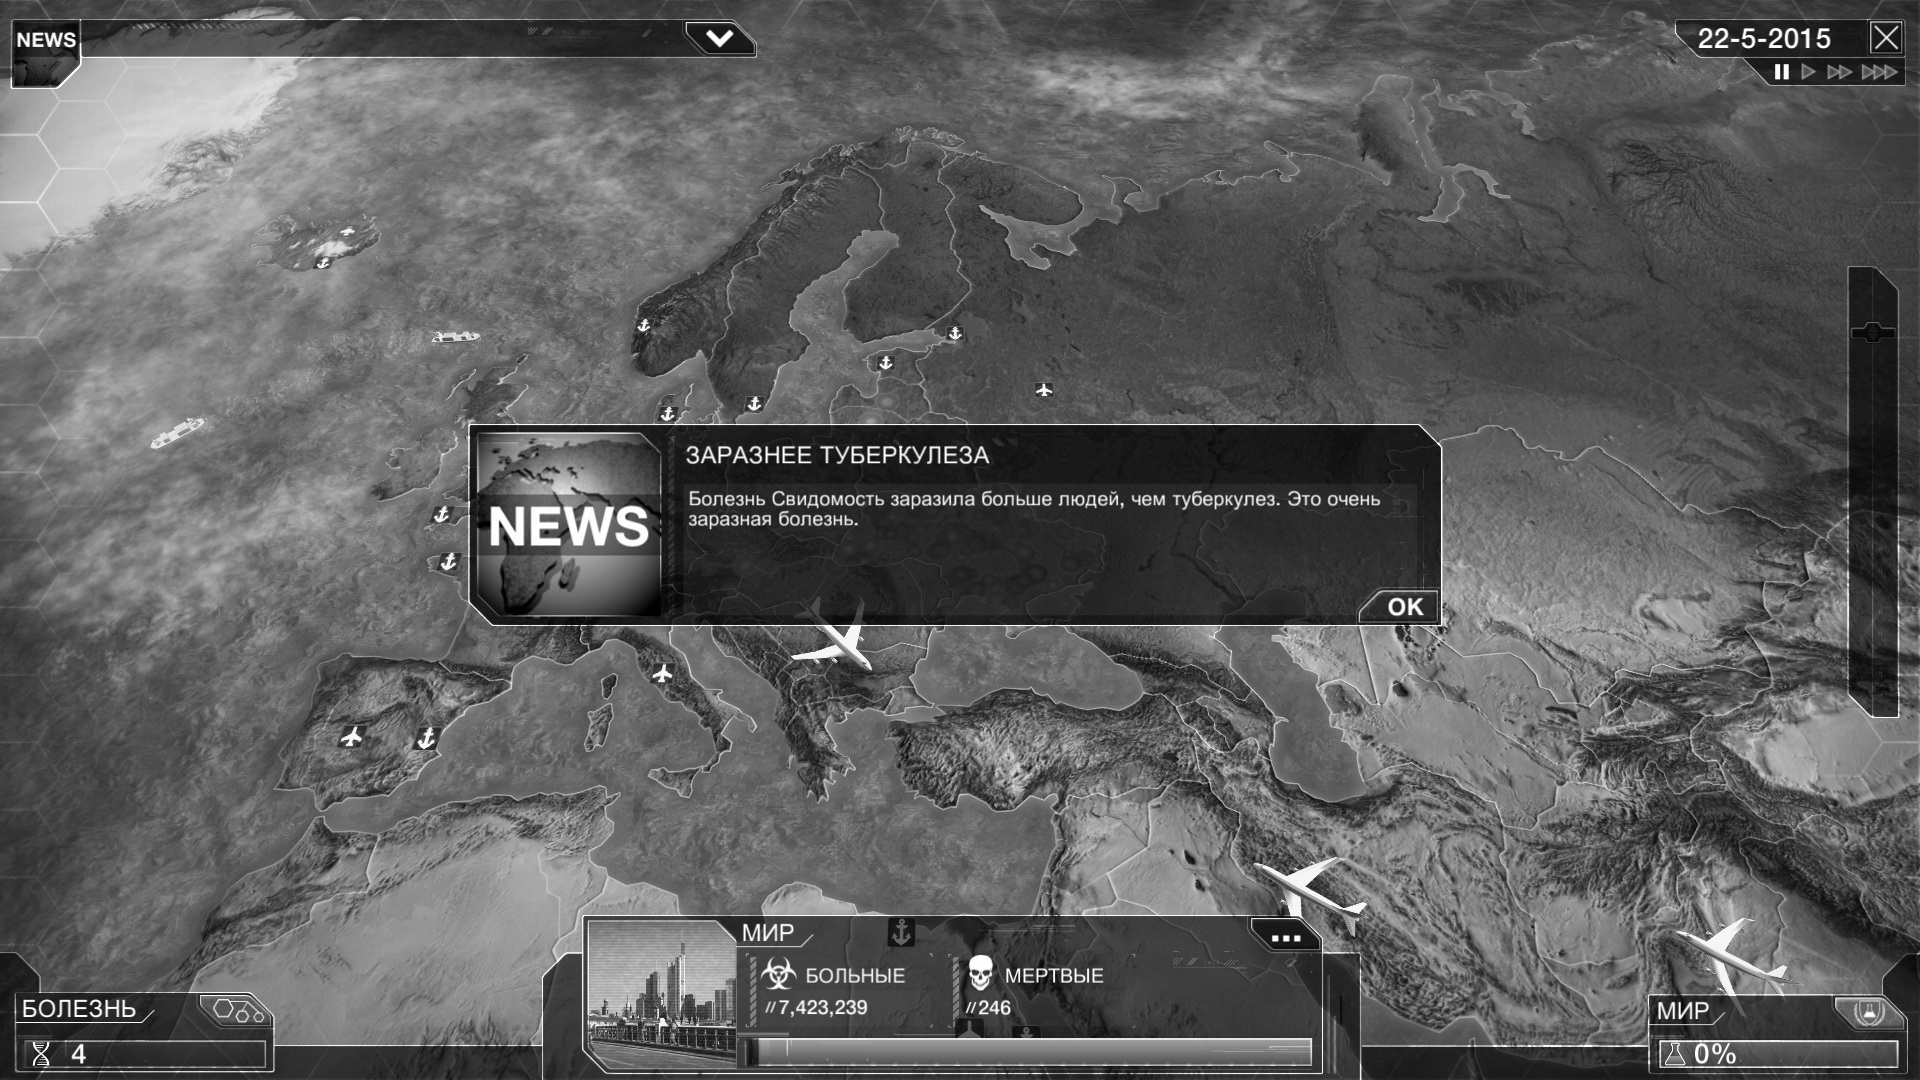 NEWS
22-5-2015
ЗАРАЗНЕЕ ТУБЕРКУЛЕЗА
Болезнь Свидомость заразила больше людей, чем туберкулез. Это очень
заразная болезнь.
NEWS
OK
МИР
...
БОЛЬНЫЕ
МЕРТВЫЕ
//7,423,239
//246
БОЛЕЗНЬ
4
МИР
0%